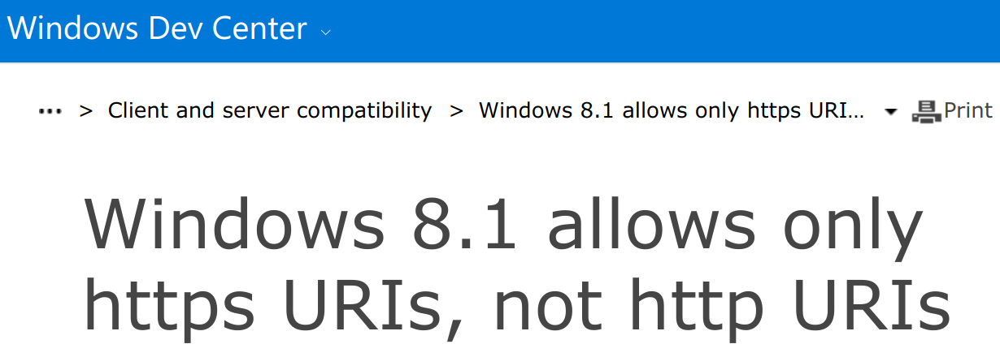 Windows Dev Center
... > Client and server compatibility > Windows 8.1 allows only https URI... Print
Windows 8.1 allows only
https URIs, not http URIs